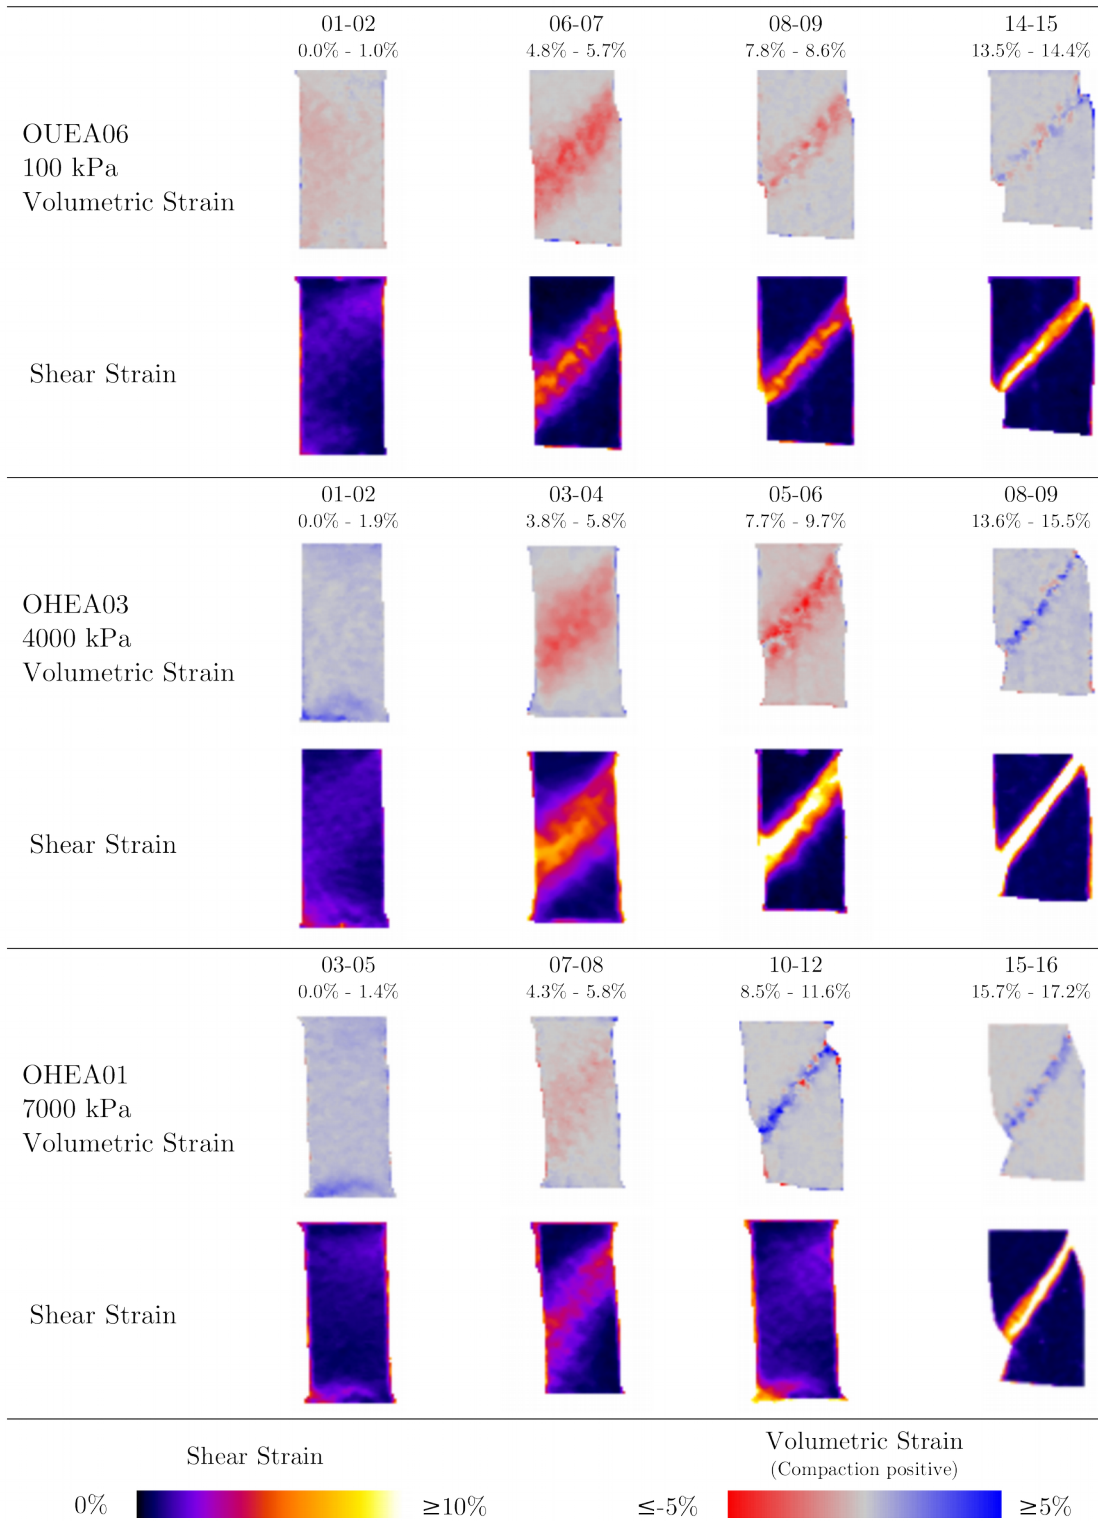 01-02 06-07 08-09 14-15
0.0% - 1.0% 4.8% - 5.7% 7.8% - 8.6% 13.5% - 14.4%
OUEA06
100 kPa
Volumetric Strain
Shear Strain
01-02 03-04 05-06 08-09
0.0% - 1.9% 3.8% - 5.8% 7.7% - 9.7% 13.6% - 15.5%
OHEA03
4000 kPa
Volumetric Strain
Shear Strain
03-05 07-08 10-12 15-16
0.0% - 1.4% 4.3% - 5.8% 8.5% - 11.6% 15.7% - 17.2%
OHEA01
7000 kPa
Volumetric Strain
Shear Strain
Shear Strain Volumetric Strain
(Compaction positive)
0% ≥10% ≤-5% ≥5%